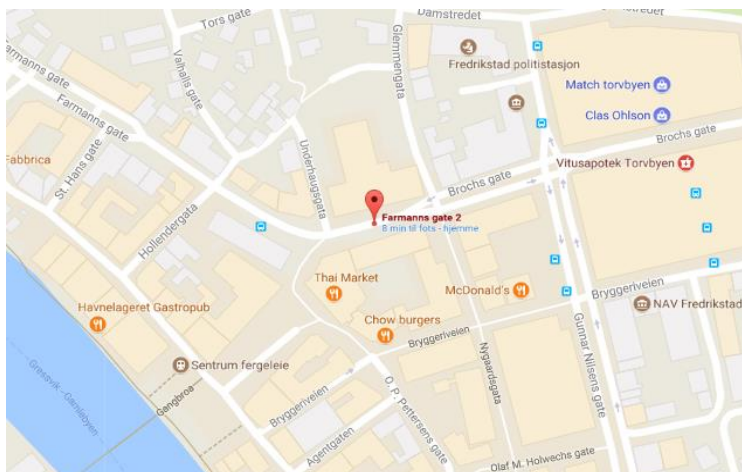 Damstredet
Tors gate
Farmanns gate
Valhalls gate
Glemmengata
Fredrikstad politistasjon
Match torvbyen
Clas Ohlson
Farmanns gate
Brochs gate
Fabbrica
St. Hans gate
Underhaugsgata
Vitusapotek Torvbyen
Brochs gate
Hollendergata
Farmanns gate 2
8 min til fots - hjemme
Thai Market
McDonald's
Bryggeriveien
Havnelageret Gastropub
NAV Fredrikstad
Chow burgers
Bryggeriveien
Gunnar Nilsens gate
Sentrum fergeleie
Nygaardsgata
Gangbroa
Bryggeriveien
O. P. Pettersens gate
Agentgaten
Olaf M. Holwechs gate